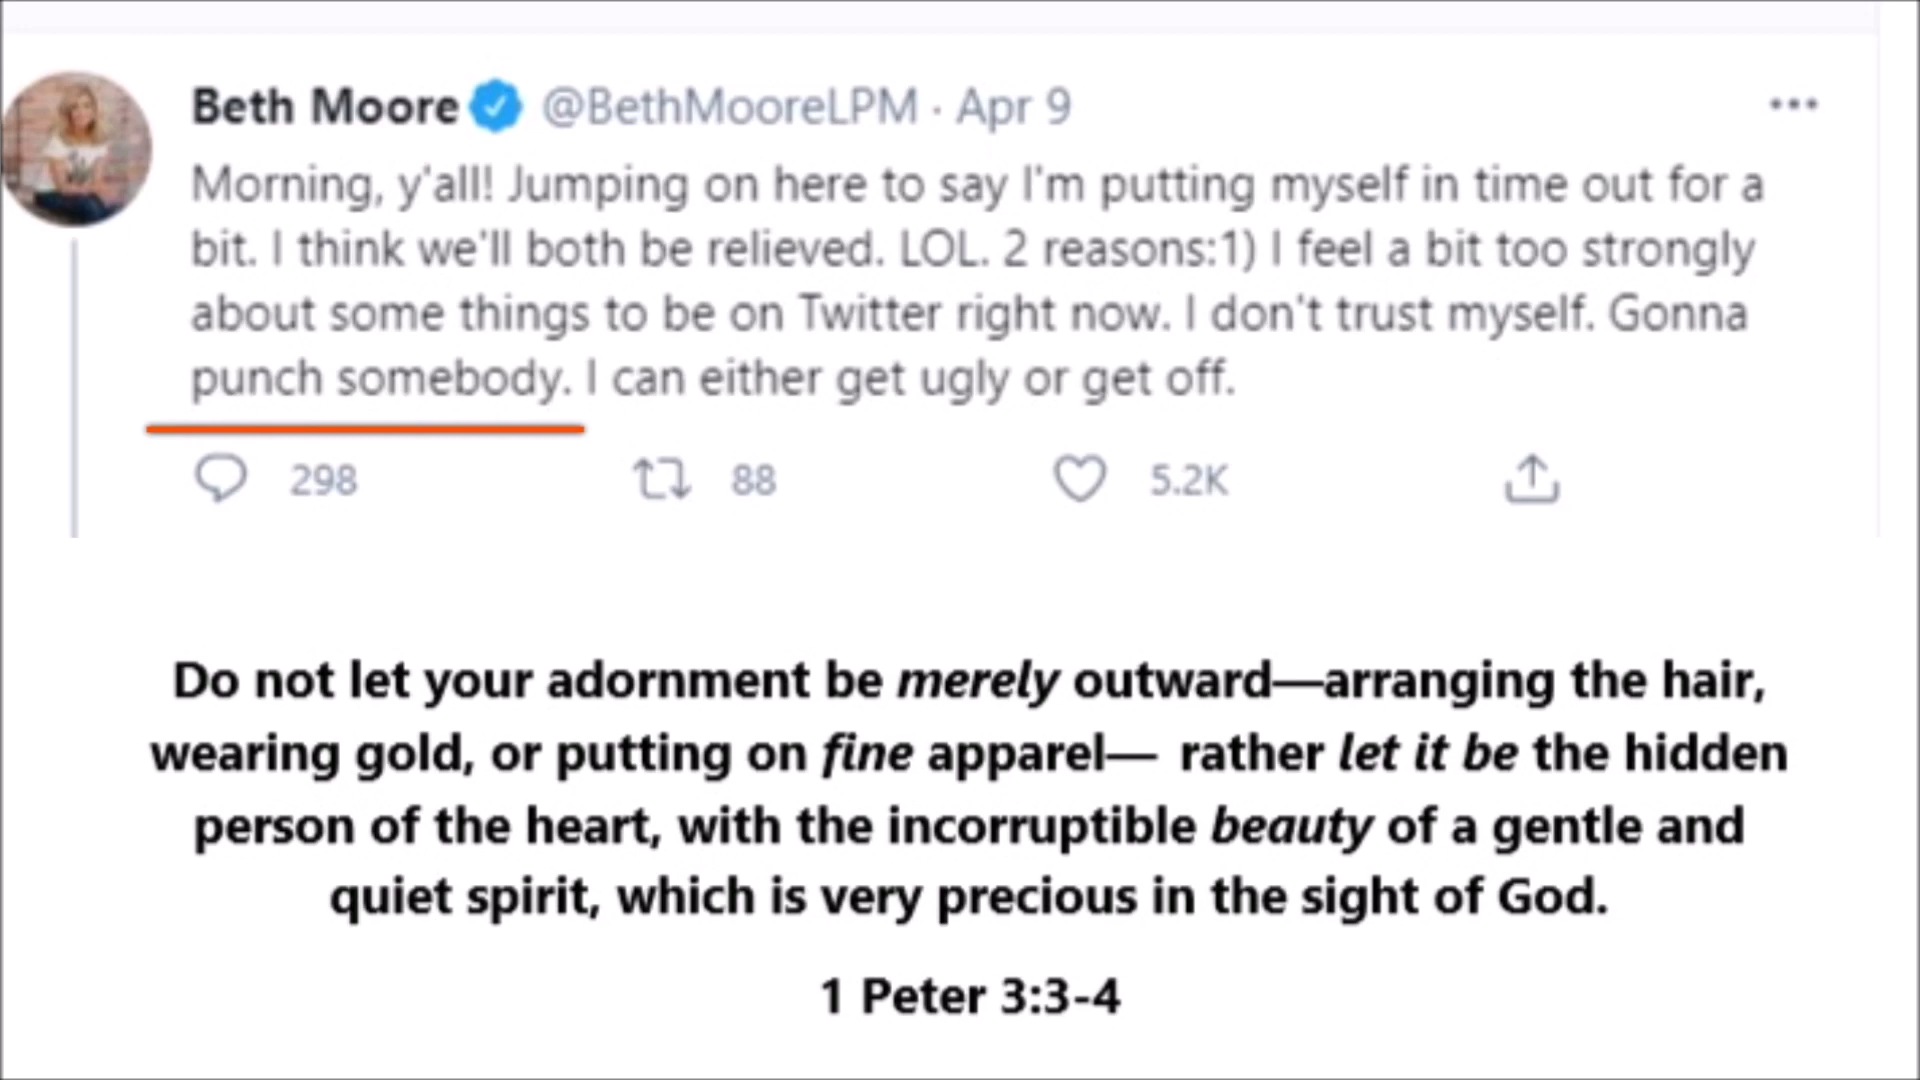 Beth Moore @BethMooreLPM · Apr 9
Morning, y'all! Jumping on here to say I'm putting myself in time out for a
bit. I think we'll both be relieved. LOL. 2 reasons:1) I feel a bit too strongly
about some things to be on Twitter right now. I don't trust myself. Gonna
punch somebody. I can either get ugly or get off.
298 88 5.2K
Do not let your adornment be merely outward—arranging the hair,
wearing gold, or putting on fine apparel— rather let it be the hidden
person of the heart, with the incorruptible beauty of a gentle and
quiet spirit, which is very precious in the sight of God.
1 Peter 3:3-4